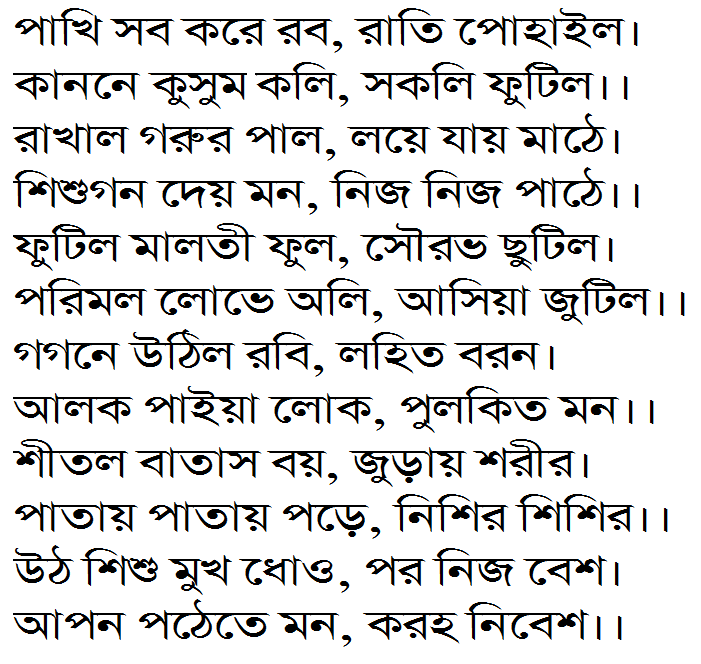 পাখি সব করে রব, রাতি পোহাইল।
কাননে কুসুম কলি, সকলি ফুটিল।।
রাখাল গরুর পাল, লয়ে যায় মাঠে।
শিশুগন দেয় মন, নিজ নিজ পাঠে।।
ফুটিল মালতী ফুল, সৌরভ ছুটিল।
পরিমল লোভে অলি, আসিয়া জুটিল।।
গগনে উঠিল রবি, লহিত বরন।
আলক পাইয়া লোক, পুলকিত মন।।
শীতল বাতাস বয়, জুড়ায় শরীর।
পাতায় পাতায় পড়ে, নিশির শিশির।।
উঠ শিশু মুখ ধোও, পর নিজ বেশ।
আপন পঠেতে মন, করহ নিবেশ।।